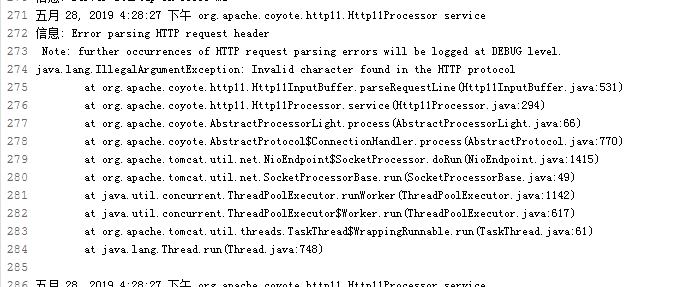 271 五月 28, 2019 4:28:27 下午 org.apache.coyote.http11.Http11Processor service
272 信息: Error parsing HTTP request header
273  Note: further occurrences of HTTP request parsing errors will be logged at DEBUG level.
274 java.lang.IllegalArgumentException: Invalid character found in the HTTP protocol
275 at org.apache.coyote.http11.Http11InputBuffer.parseRequestLine(Http11InputBuffer.java:531)
276 at org.apache.coyote.http11.Http11Processor.service(Http11Processor.java:294)
277 at org.apache.coyote.AbstractProcessorLight.process(AbstractProcessorLight.java:66)
278 at org.apache.coyote.AbstractProtocol$ConnectionHandler.process(AbstractProtocol.java:770)
279 at org.apache.tomcat.util.net.NioEndpoint$SocketProcessor.doRun(NioEndpoint.java:1415)
280 at org.apache.tomcat.util.net.SocketProcessorBase.run(SocketProcessorBase.java:49)
281 at java.util.concurrent.ThreadPoolExecutor.runWorker(ThreadPoolExecutor.java:1142)
282 at java.util.concurrent.ThreadPoolExecutor$Worker.run(ThreadPoolExecutor.java:617)
283 at org.apache.tomcat.util.threads.TaskThread$WrappingRunnable.run(TaskThread.java:61)
284 at java.lang.Thread.run(Thread.java:748)
285
286 五月 28, 2019 4:28:27 下午 org.apache.coyote.http11.Http11Processor service